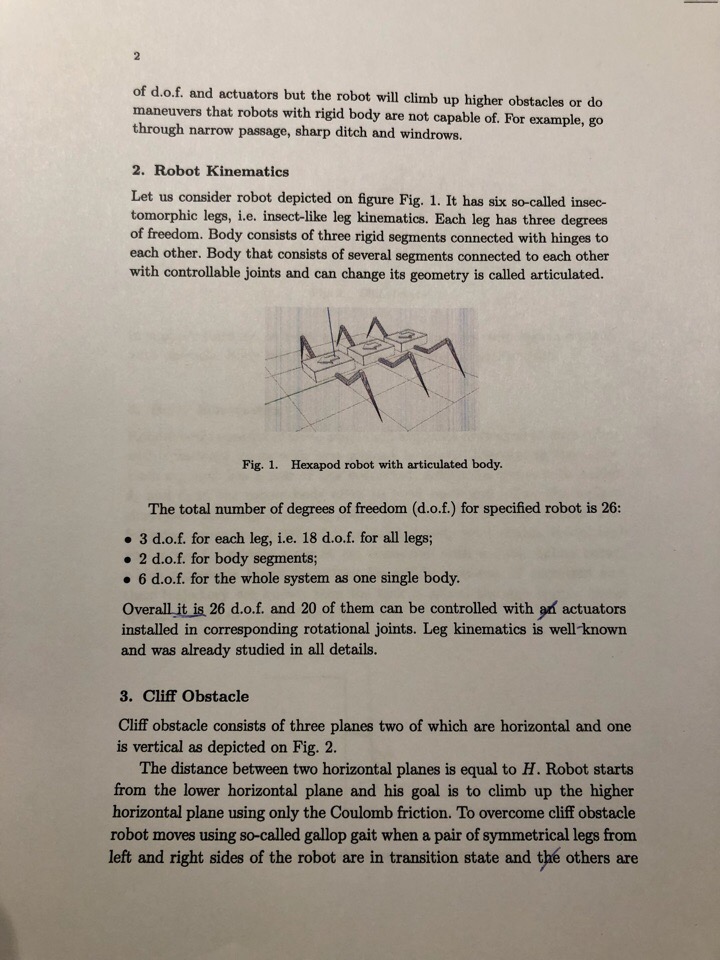 2
of d.o.f. and actuators but the robot will climb up higher obstacles or do
maneuvers that robots with rigid body are not capable of. For example, go
through narrow passage, sharp ditch and windrows.
2. Robot Kinematics
Let us consider robot depicted on figure Fig. 1. It has six so-called insec-
tomorphic legs, i.e. insect-like leg kinematics. Each leg has three degrees
of freedom. Body consists of three rigid segments connected with hinges to
each other. Body that consists of several segments connected to each other
with controllable joints and can change its geometry is called articulated.
Fig. 1. Hexapod robot with articulated body.
The total number of degrees of freedom (d.o.f.) for specified robot is 26:
• 3 d.o.f. for each leg, i.e. 18 d.o.f. for all legs;
• 2 d.o.f. for body segments;
• 6 d.o.f. for the whole system as one single body.
Overall it is 26 d.o.f. and 20 of them can be controlled with an actuators
installed in corresponding rotational joints. Leg kinematics is well-known
and was already studied in all details.
3. Cliff Obstacle
Cliff obstacle consists of three planes two of which are horizontal and one
is vertical as depicted on Fig. 2.
The distance between two horizontal planes is equal to H. Robot starts
from the lower horizontal plane and his goal is to climb up the higher
horizontal plane using only the Coulomb friction. To overcome cliff obstacle
robot moves using so-called gallop gait when a pair of symmetrical legs from
left and right sides of the robot are in transition state and the others are